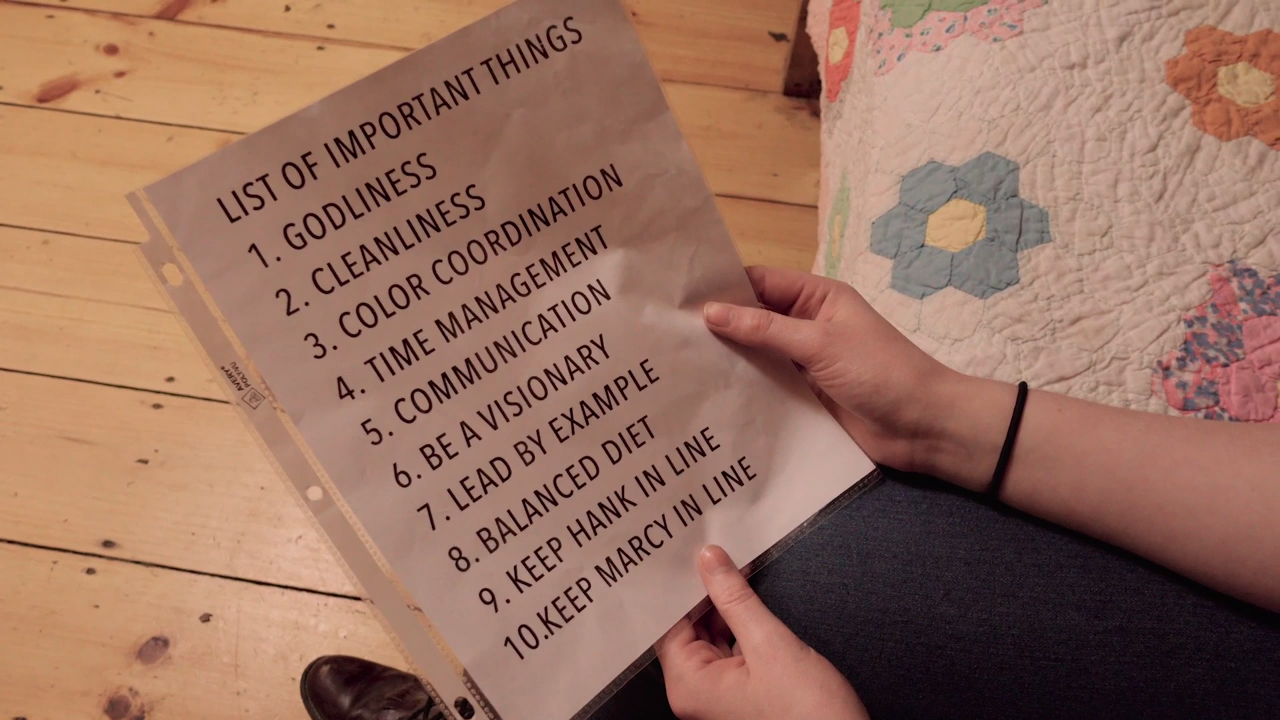 LIST OF IMPORTANT THINGS
1. GODLINESS
2. CLEANLINESS
3. COLOR COORDINATION
4. TIME MANAGEMENT
5. COMMUNICATION
6. BE A VISIONARY
7. LEAD BY EXAMPLE
8. BALANCED DIET
9. KEEP HANK IN LINE
10.KEEP MARCY IN LINE
AVERY